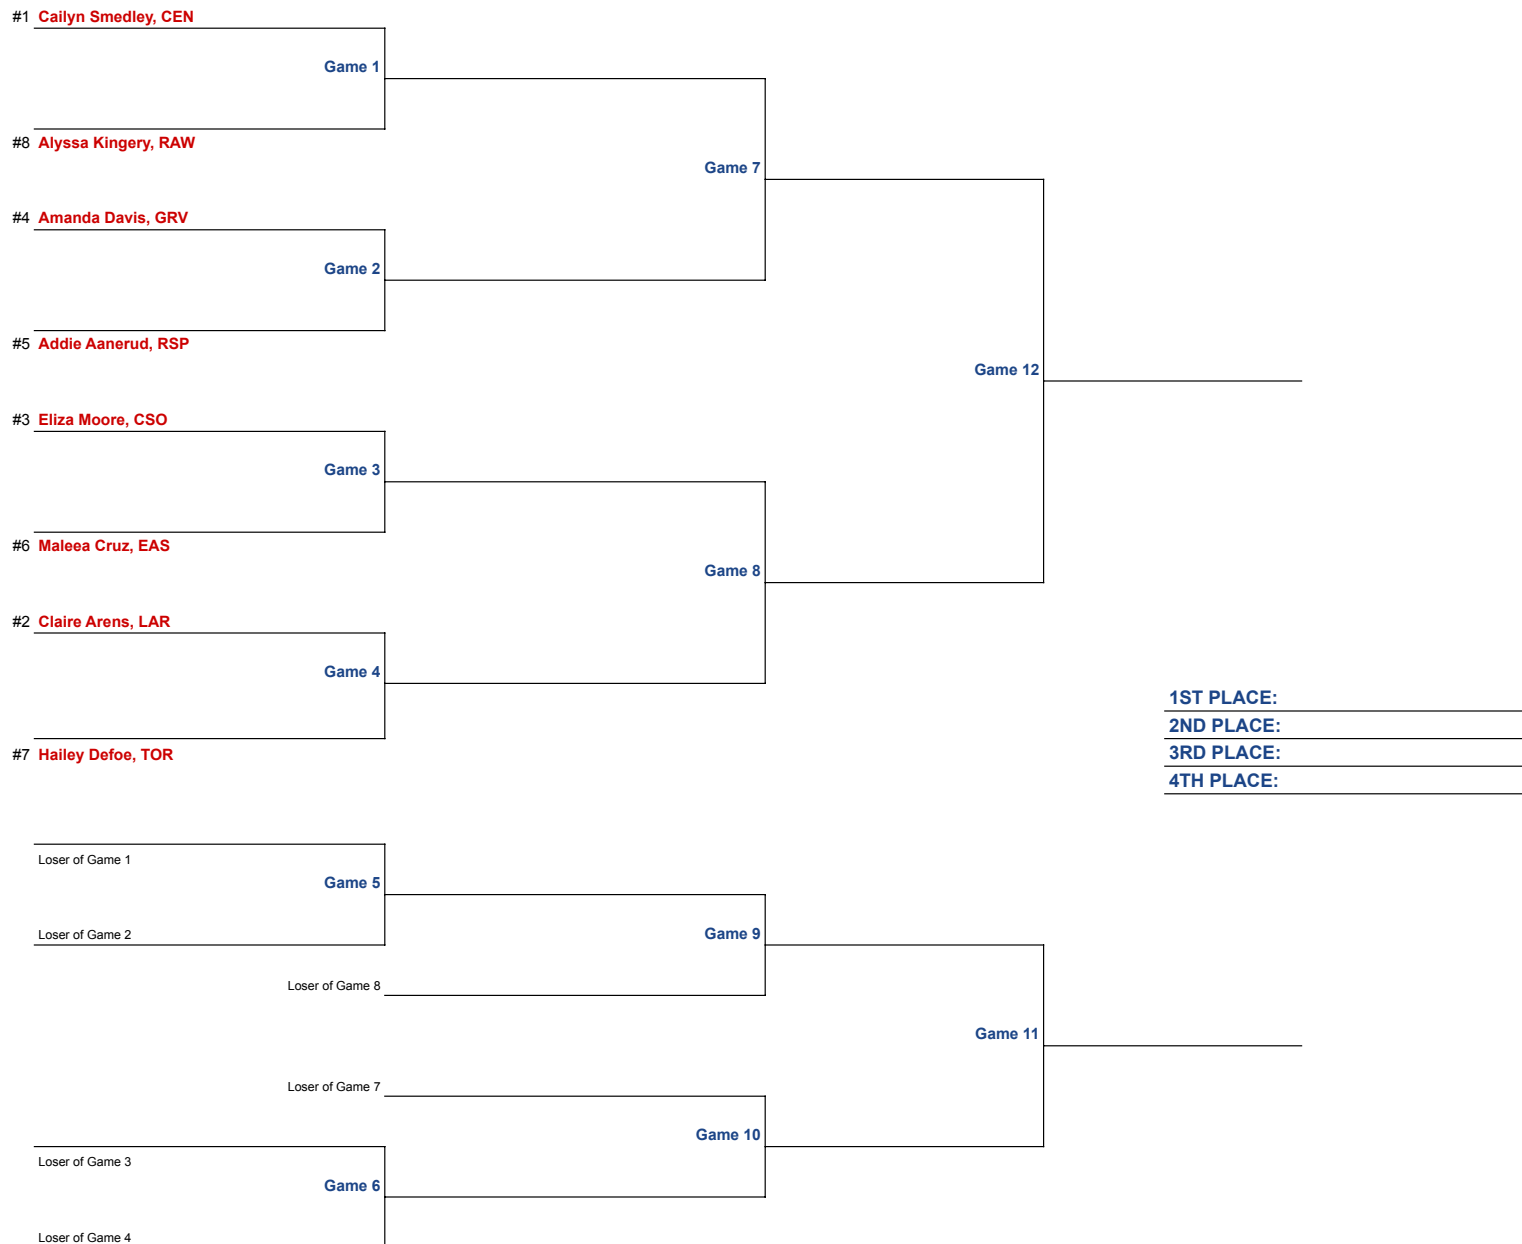 #1 Cailyn Smedley, CEN
Game 1
#8 Alyssa Kingery, RAW
Game 7
#4 Amanda Davis, GRV
Game 2
#5 Addie Aanerud, RSP
Game 12
#3 Eliza Moore, CSO
Game 3
#6 Maleea Cruz, EAS
Game 8
#2 Claire Arens, LAR
Game 4
#7 Hailey Defoe, TOR
1ST PLACE:
2ND PLACE:
3RD PLACE:
4TH PLACE:
Loser of Game 1
Game 5
Loser of Game 2
Game 9
Loser of Game 8
Game 11
Loser of Game 7
Game 10
Loser of Game 3
Game 6
Loser of Game 4